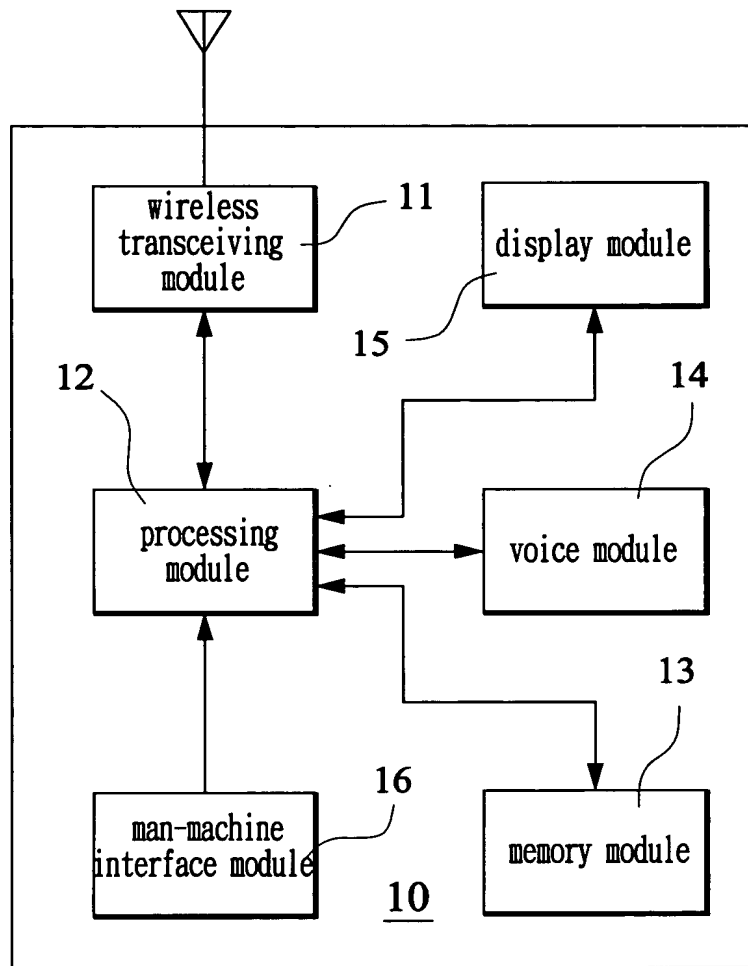 wireless
transceiving
module
11
display module
15
12
14
processing
module
voice module
13
16
man-machine
interface module
memory module
10